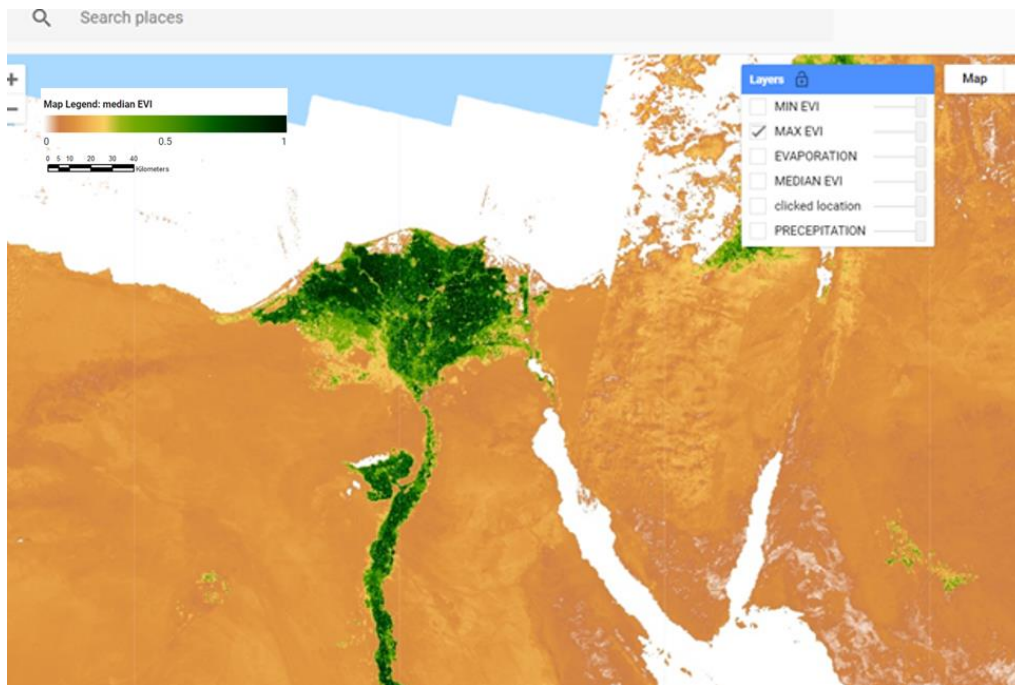 Search places
+
−
Map Legend: median EVI
0 0.5 1
0 5 10 20 30 40
Kilometers
Layers
MIN EVI
MAX EVI
EVAPORATION
MEDIAN EVI
clicked location
PRECEPITATION
Map